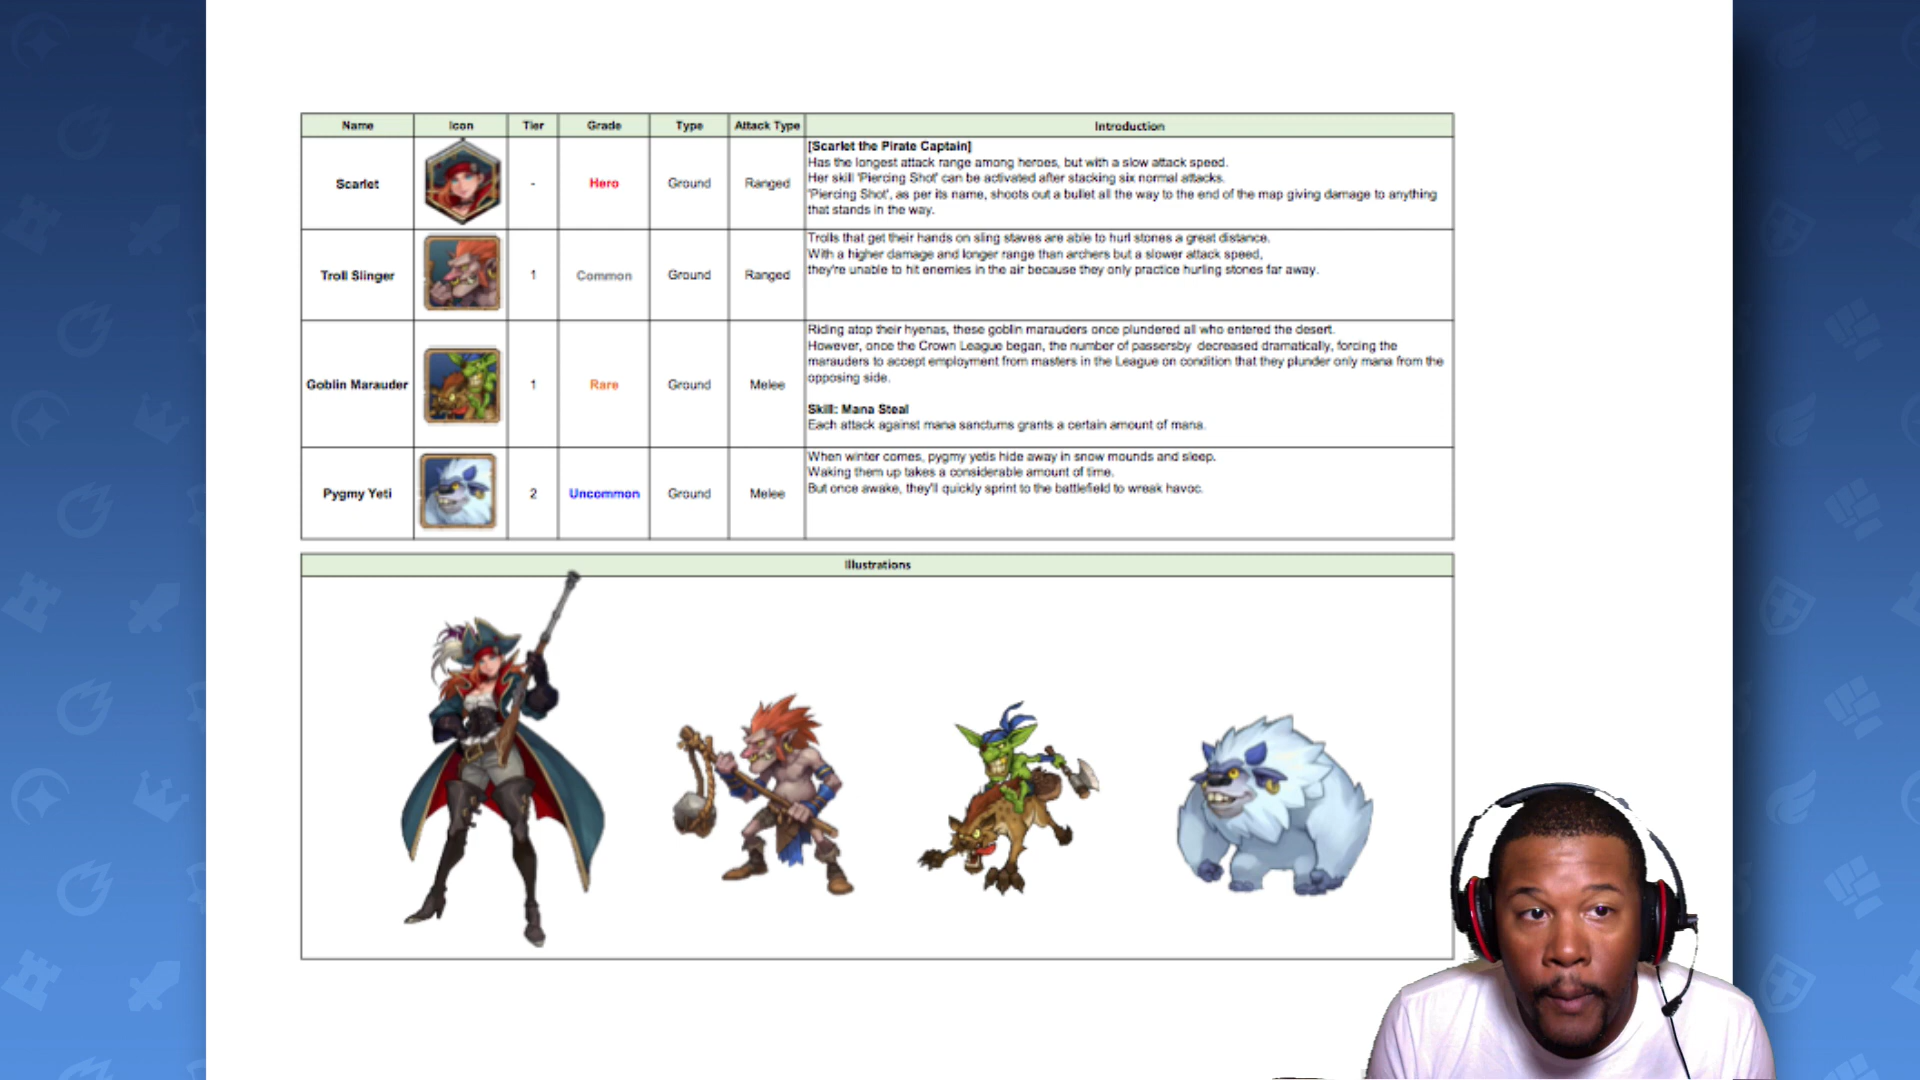 Name Icon Tier Grade Type Attack Type Introduction
Scarlet - Hero Ground Ranged
[Scarlet the Pirate Captain]
Has the longest attack range among heroes, but with a slow attack speed.
Her skill 'Piercing Shot' can be activated after stacking six normal attacks.
'Piercing Shot', as per its name, shoots out a bullet all the way to the end of the map giving damage to anything
that stands in the way.
Troll Slinger 1 Common Ground Ranged
Trolls that get their hands on sling staves are able to hurl stones a great distance.
With a higher damage and longer range than archers but a slower attack speed,
they're unable to hit enemies in the air because they only practice hurling stones far away.
Goblin Marauder 1 Rare Ground Melee
Riding atop their hyenas, these goblin marauders once plundered all who entered the desert.
However, once the Crown League began, the number of passersby decreased dramatically, forcing the
marauders to accept employment from masters in the League on condition that they plunder only mana from the
opposing side.
Skill: Mana Steal
Each attack against mana sanctums grants a certain amount of mana.
Pygmy Yeti 2 Uncommon Ground Melee
When winter comes, pygmy yetis hide away in snow mounds and sleep.
Waking them up takes a considerable amount of time.
But once awake, they'll quickly sprint to the battlefield to wreak havoc.
Illustrations